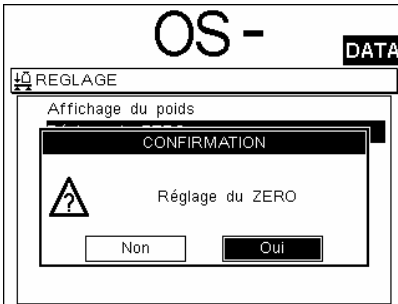 OS-
DATA
REGLAGE
Affichage du poids
CONFIRMATION
?
Réglage du ZERO
Non
Oui